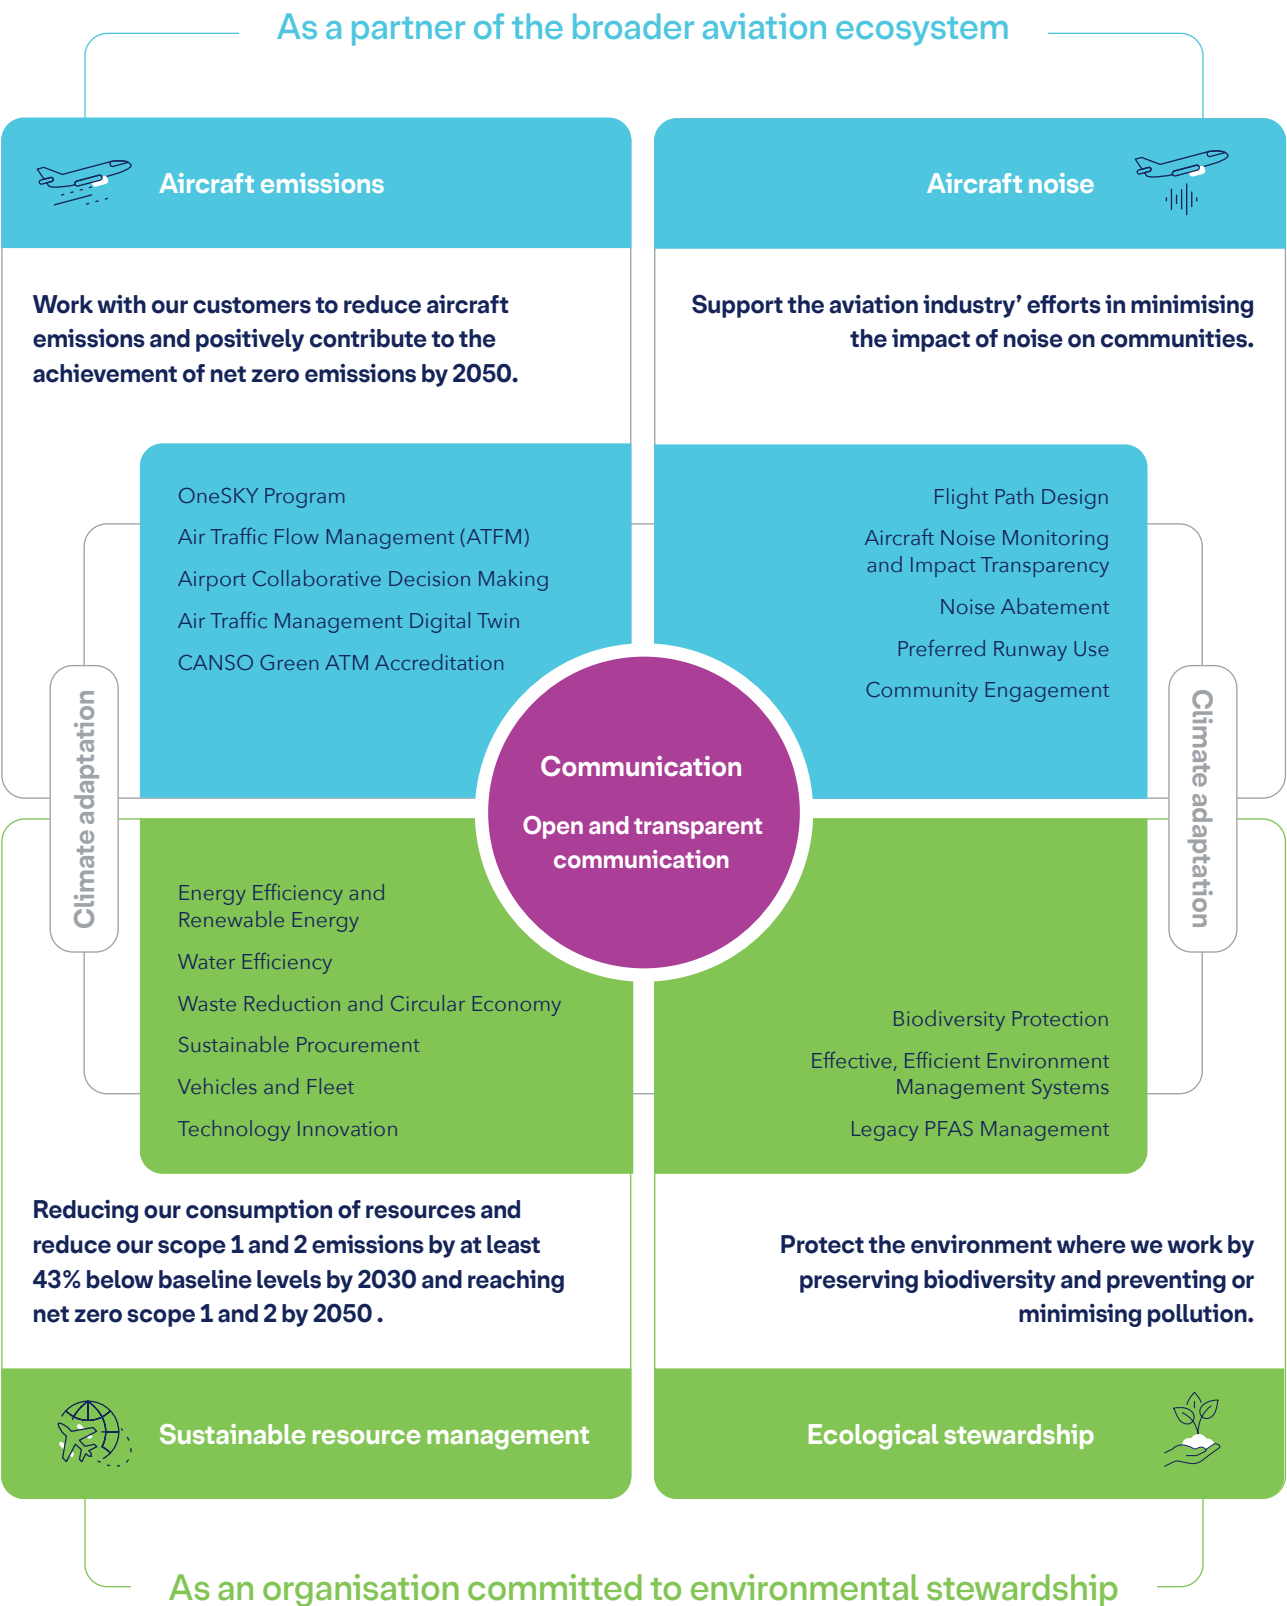 As a partner of the broader aviation ecosystem
Aircraft emissions
Work with our customers to reduce aircraft
emissions and positively contribute to the
achievement of net zero emissions by 2050.
OneSKY Program
Air Traffic Flow Management (ATFM)
Airport Collaborative Decision Making
Air Traffic Management Digital Twin
CANSO Green ATM Accreditation
Aircraft noise
Support the aviation industry’ efforts in minimising
the impact of noise on communities.
Flight Path Design
Aircraft Noise Monitoring
and Impact Transparency
Noise Abatement
Preferred Runway Use
Community Engagement
Climate adaptation
Communication
Open and transparent
communication
Climate adaptation
Energy Efficiency and
Renewable Energy
Water Efficiency
Waste Reduction and Circular Economy
Sustainable Procurement
Vehicles and Fleet
Technology Innovation
Reducing our consumption of resources and
reduce our scope 1 and 2 emissions by at least
43% below baseline levels by 2030 and reaching
net zero scope 1 and 2 by 2050 .
Sustainable resource management
Biodiversity Protection
Effective, Efficient Environment
Management Systems
Legacy PFAS Management
Protect the environment where we work by
preserving biodiversity and preventing or
minimising pollution.
Ecological stewardship
As an organisation committed to environmental stewardship